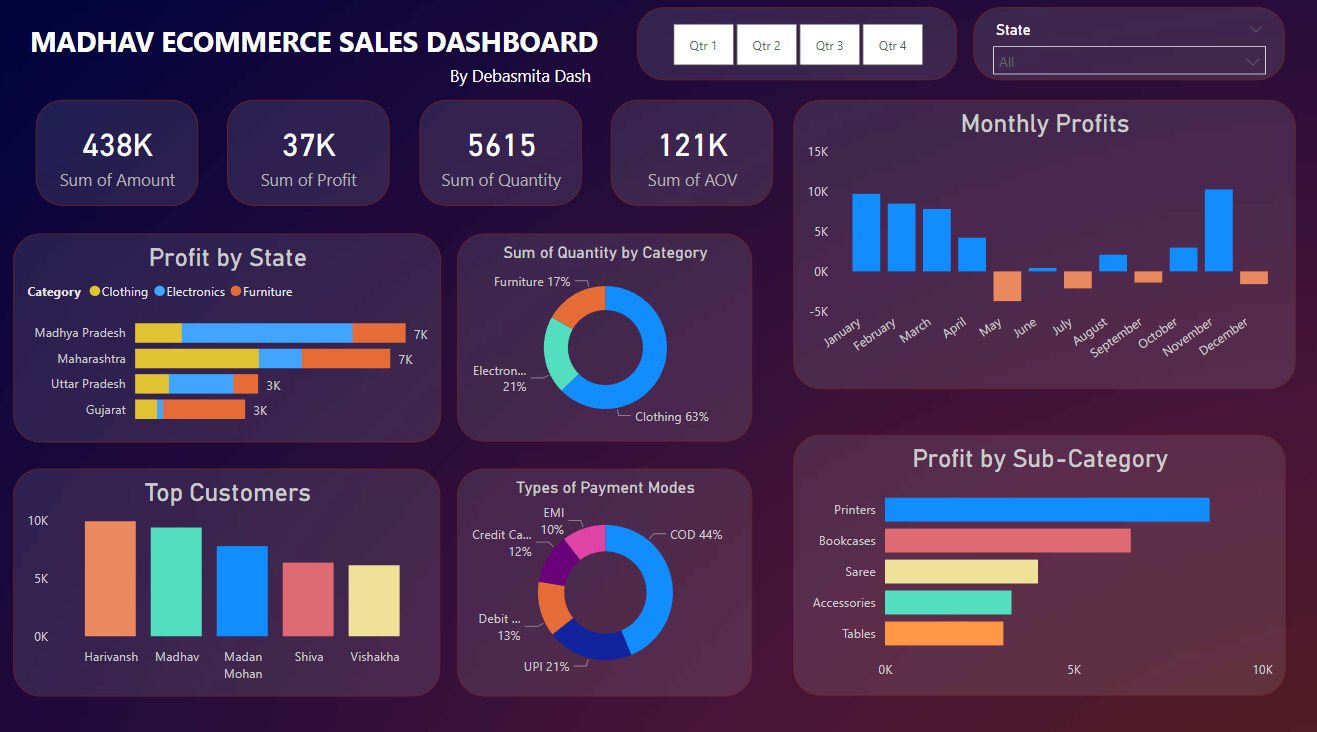 MADHAV ECOMMERCE SALES DASHBOARD
By Debasmita Dash
Qtr 1
Qtr 2
Qtr 3
Qtr 4
State
All
438K
Sum of Amount
37K
Sum of Profit
5615
Sum of Quantity
121K
Sum of AOV
Monthly Profits
15K
10K
5K
0K
-5K
January
February
March
April
May
June
July
August
September
October
November
December
Profit by State
Category Clothing Electronics Furniture
Madhya Pradesh 7K
Maharashtra 7K
Uttar Pradesh 3K
Gujarat 3K
Sum of Quantity by Category
Furniture 17%
Electron...
21%
Clothing 63%
Top Customers
10K
5K
0K
Harivansh
Madhav
Madan
Mohan
Shiva
Vishakha
Types of Payment Modes
EMI
10%
Credit Ca...
12%
COD 44%
Debit ...
13%
UPI 21%
Profit by Sub-Category
Printers
Bookcases
Saree
Accessories
Tables
0K
5K
10K